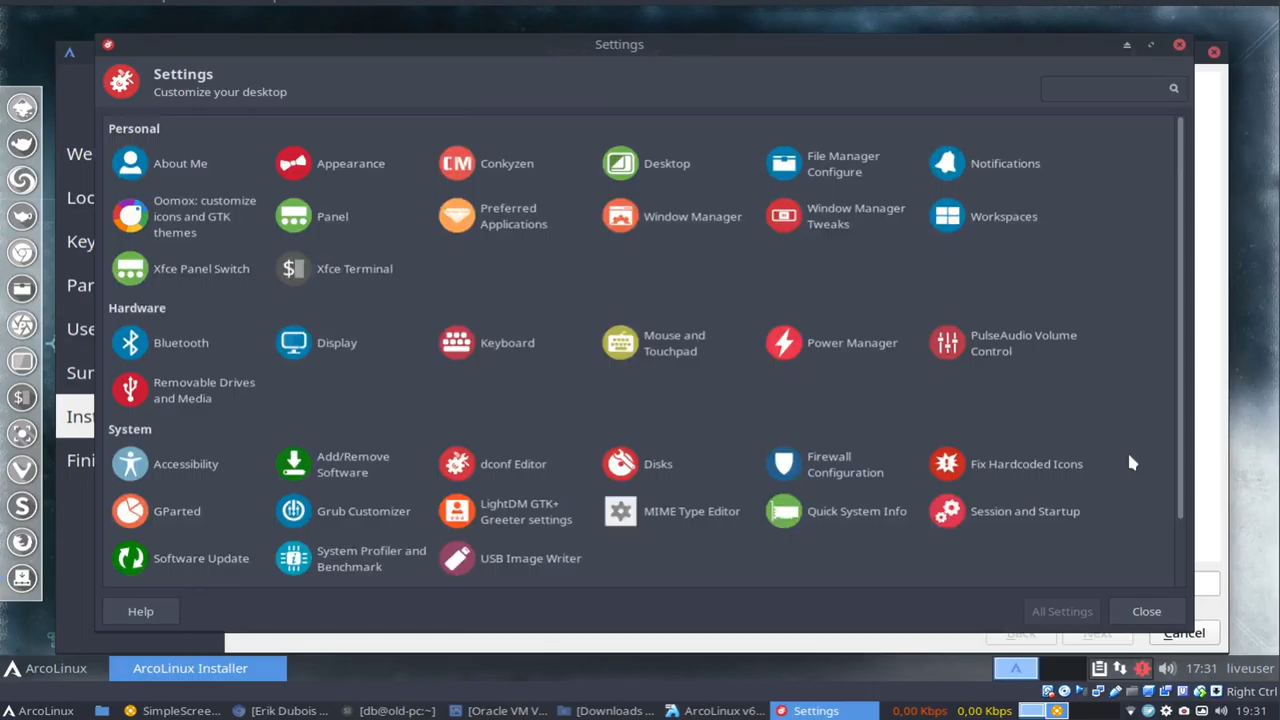 Settings
Settings
Customize your desktop
Personal
About Me
Appearance
CM
Conkyzen
Desktop
File Manager
Configure
Notifications
Oomox: customize
icons and GTK
themes
Panel
Preferred
Applications
Window Manager
Window Manager
Tweaks
Workspaces
Xfce Panel Switch
$
Xfce Terminal
Hardware
Bluetooth
Display
Keyboard
Mouse and
Touchpad
Power Manager
PulseAudio Volume
Control
Removable Drives
and Media
System
Accessibility
Add/Remove
Software
dconf Editor
Disks
Firewall
Configuration
Fix Hardcoded Icons
GParted
Grub Customizer
LightDM GTK+
Greeter settings
MIME Type Editor
Quick System Info
Session and Startup
Software Update
System Profiler and
Benchmark
USB Image Writer
Help
All Settings
Close
We
Loc
Key
Par
Use
Sum
Inst
Fini
Back
Next
Cancel
ArcoLinux
ArcoLinux Installer
17:31
liveuser
Right Ctrl
ArcoLinux
SimpleScree...
[Erik Dubois ...
[db@old-pc:~]
[Oracle VM V...
[Downloads ...
ArcoLinux v6...
Settings
0,00 Kbps
0,00 Kbps
19:31